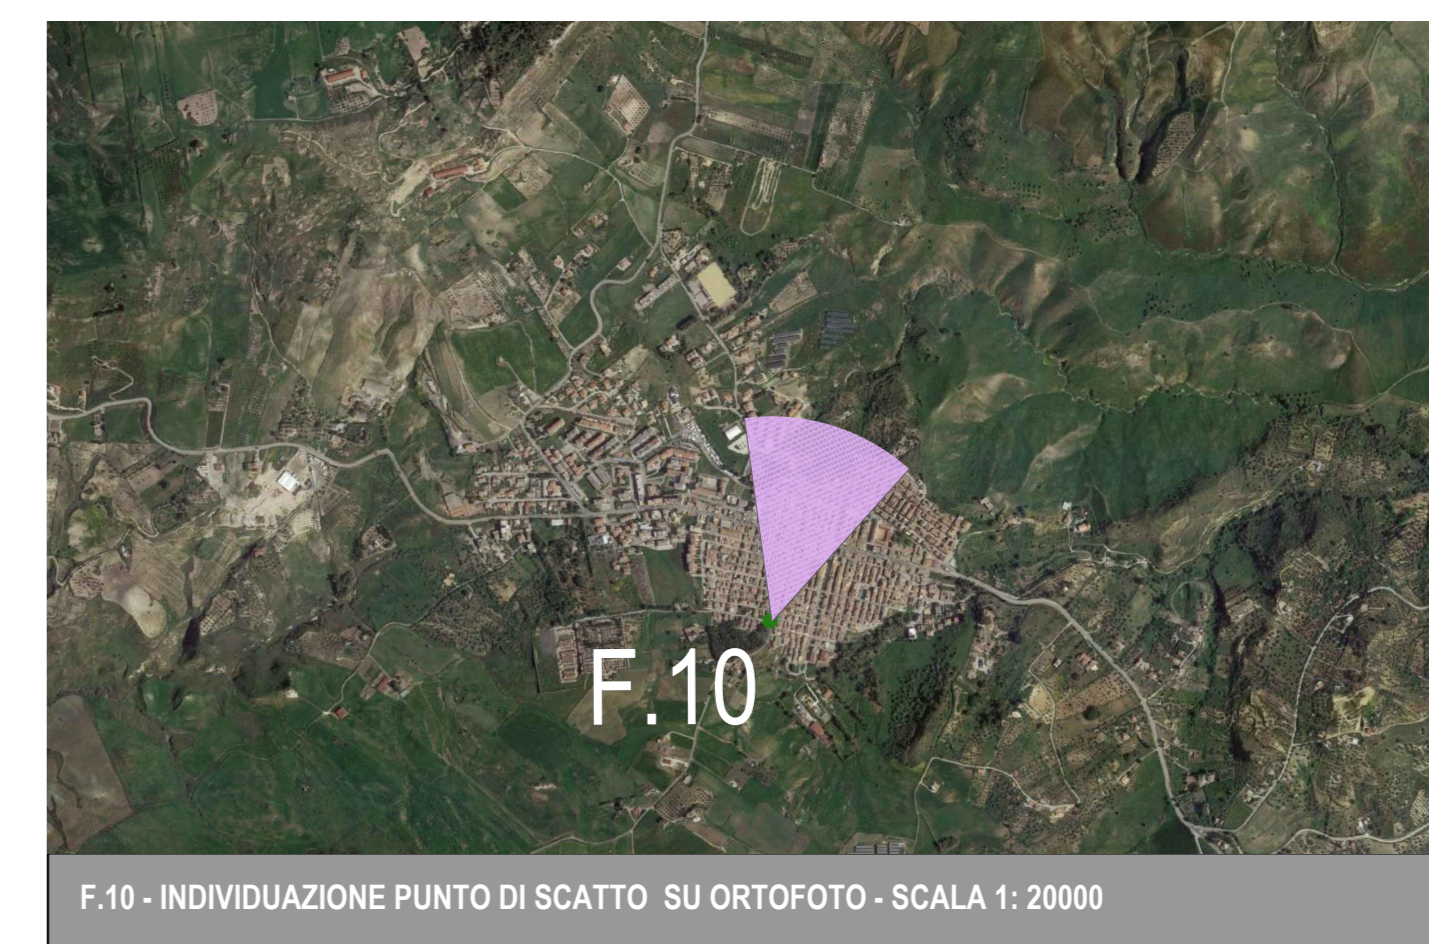 F.10
F.10 - INDIVIDUAZIONE PUNTO DI SCATTO SU ORTOFOTO - SCALA 1: 20000